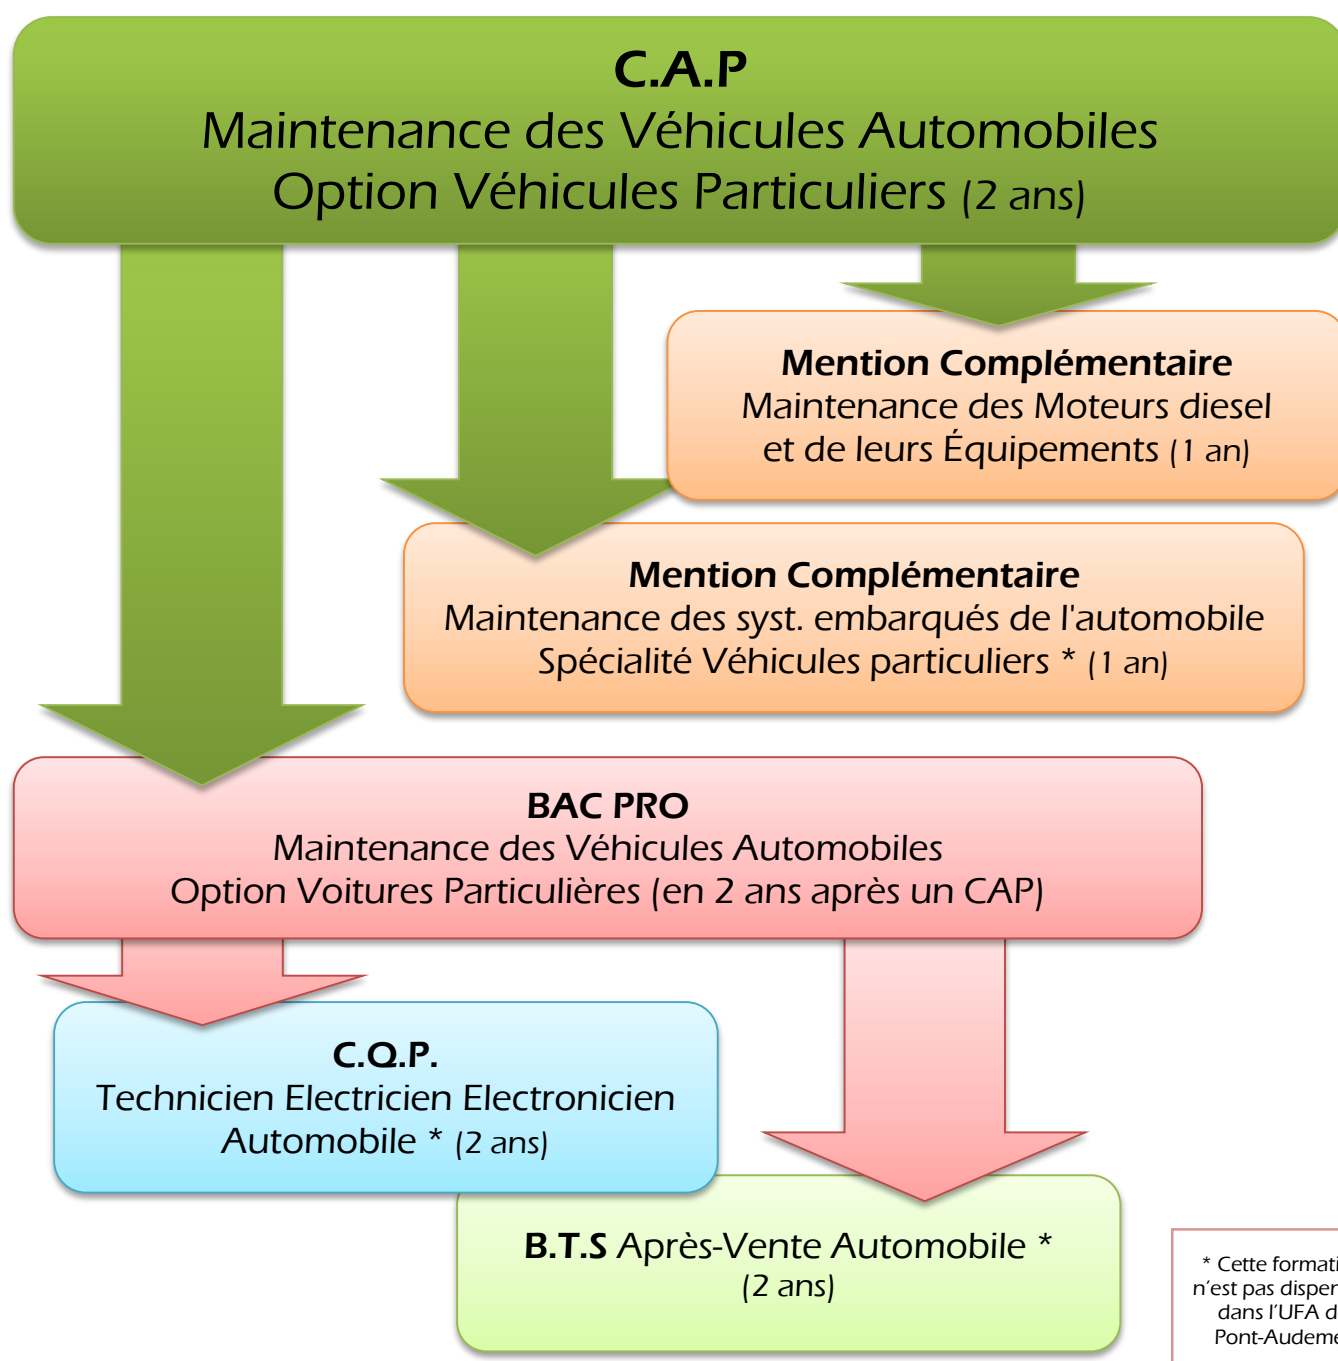 C.A.P
Maintenance des Véhicules Automobiles
Option Véhicules Particuliers (2 ans)
Mention Complémentaire
Maintenance des Moteurs diesel
et de leurs Équipements (1 an)
Mention Complémentaire
Maintenance des syst. embarqués de l'automobile
Spécialité Véhicules particuliers * (1 an)
BAC PRO
Maintenance des Véhicules Automobiles
Option Voitures Particulières (en 2 ans après un CAP)
C.Q.P.
Technicien Electricien Electronicien
Automobile * (2 ans)
B.T.S Après-Vente Automobile *
(2 ans)
* Cette
n'est pas
dans l'UFA